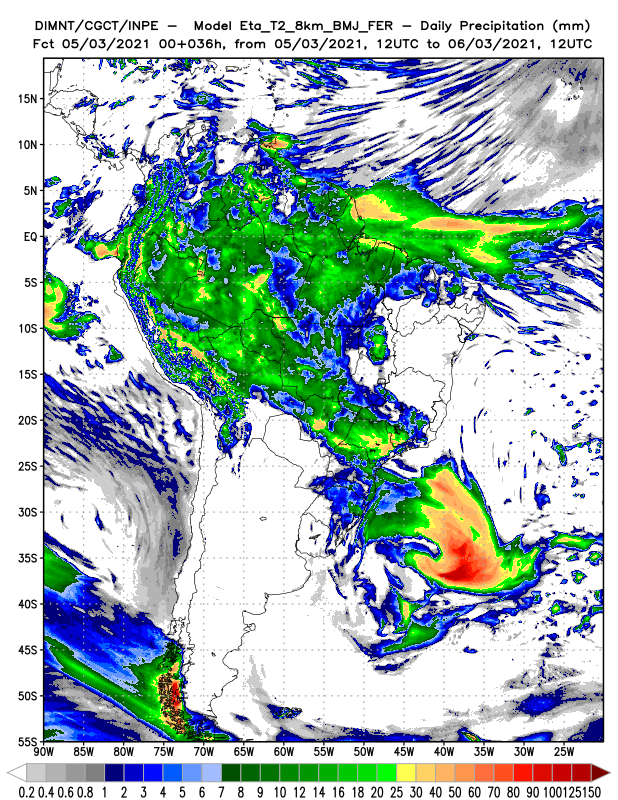 DIMNT/CGCT/INPE –   Model Eta_T2_8km_BMJ_FER – Daily Precipitation (mm)
Fct 05/03/2021 00+036h, from 05/03/2021, 12UTC to 06/03/2021, 12UTC
15N
10N
5N
EQ
5S
10S
15S
20S
25S
30S
35S
40S
45S
50S
55S
90W 85W 80W 75W 70W 65W 60W 55W 50W 45W 40W 35W 30W 25W
0.2 0.4 0.6 0.8 1 2 3 4 5 6 7 8 9 10 12 14 16 18 20 25 30 40 50 60 70 80 90 100 125 150